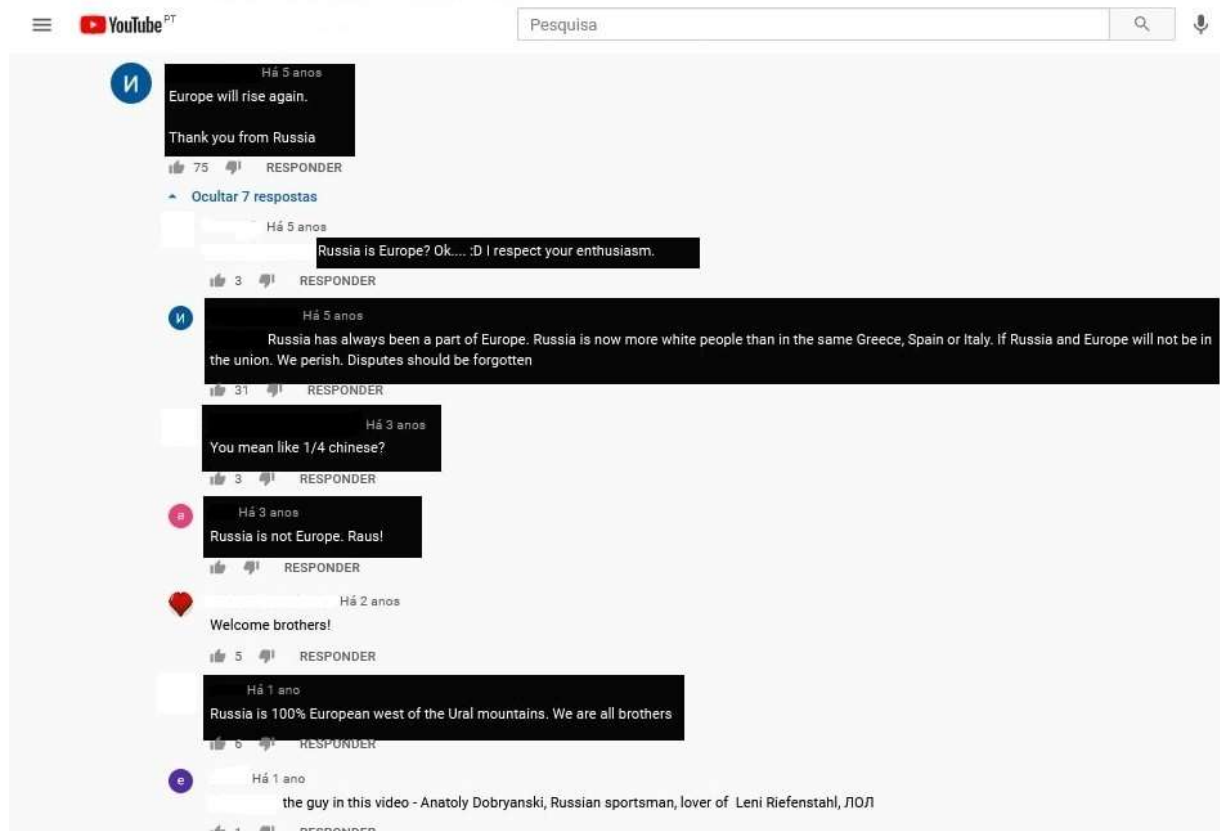 YouTube PT
Pesquisa
И
Há 5 anos
Europe will rise again.
Thank you from Russia
75 RESPONDER
Ocultar 7 respostas
Há 5 anos
Russia is Europe? Ok.... :D I respect your enthusiasm.
3 RESPONDER
И
Há 5 anos
Russia has always been a part of Europe. Russia is now more white people than in the same Greece, Spain or Italy. If Russia and Europe will not be in
the union. We perish. Disputes should be forgotten
31 RESPONDER
Há 3 anos
You mean like 1/4 chinese?
3 RESPONDER
a
Há 3 anos
Russia is not Europe. Raus!
RESPONDER
Há 2 anos
Welcome brothers!
5 RESPONDER
Há 1 ano
Russia is 100% European west of the Ural mountains. We are all brothers
6 RESPONDER
e
Há 1 ano
the guy in this video - Anatoly Dobryanski, Russian sportsman, lover of Leni Riefenstahl, ЛОЛ
1 RESPONDER